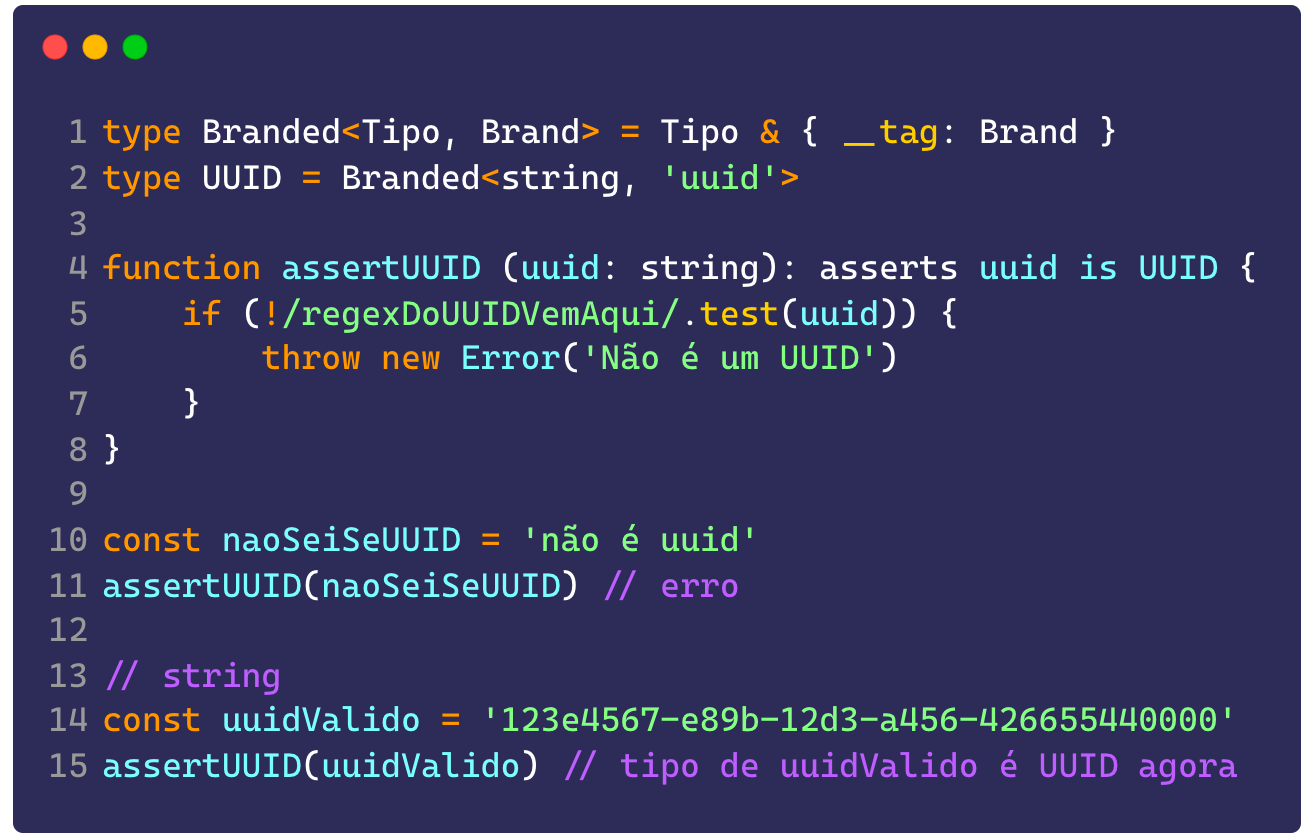 1 type Branded<Tipo, Brand> = Tipo & { __tag: Brand }
2 type UUID = Branded<string, 'uuid'>
3
4 function assertUUID (uuid: string): asserts uuid is UUID {
5     if (!/regexDoUUIDVemAqui/.test(uuid)) {
6         throw new Error('Não é um UUID')
7     }
8 }
9
10 const naoSeiSeUUID = 'não é uuid'
11 assertUUID(naoSeiSeUUID) // erro
12
13 // string
14 const uuidValido = '123e4567-e89b-12d3-a456-426655440000'
15 assertUUID(uuidValido) // tipo de uuidValido é UUID agora